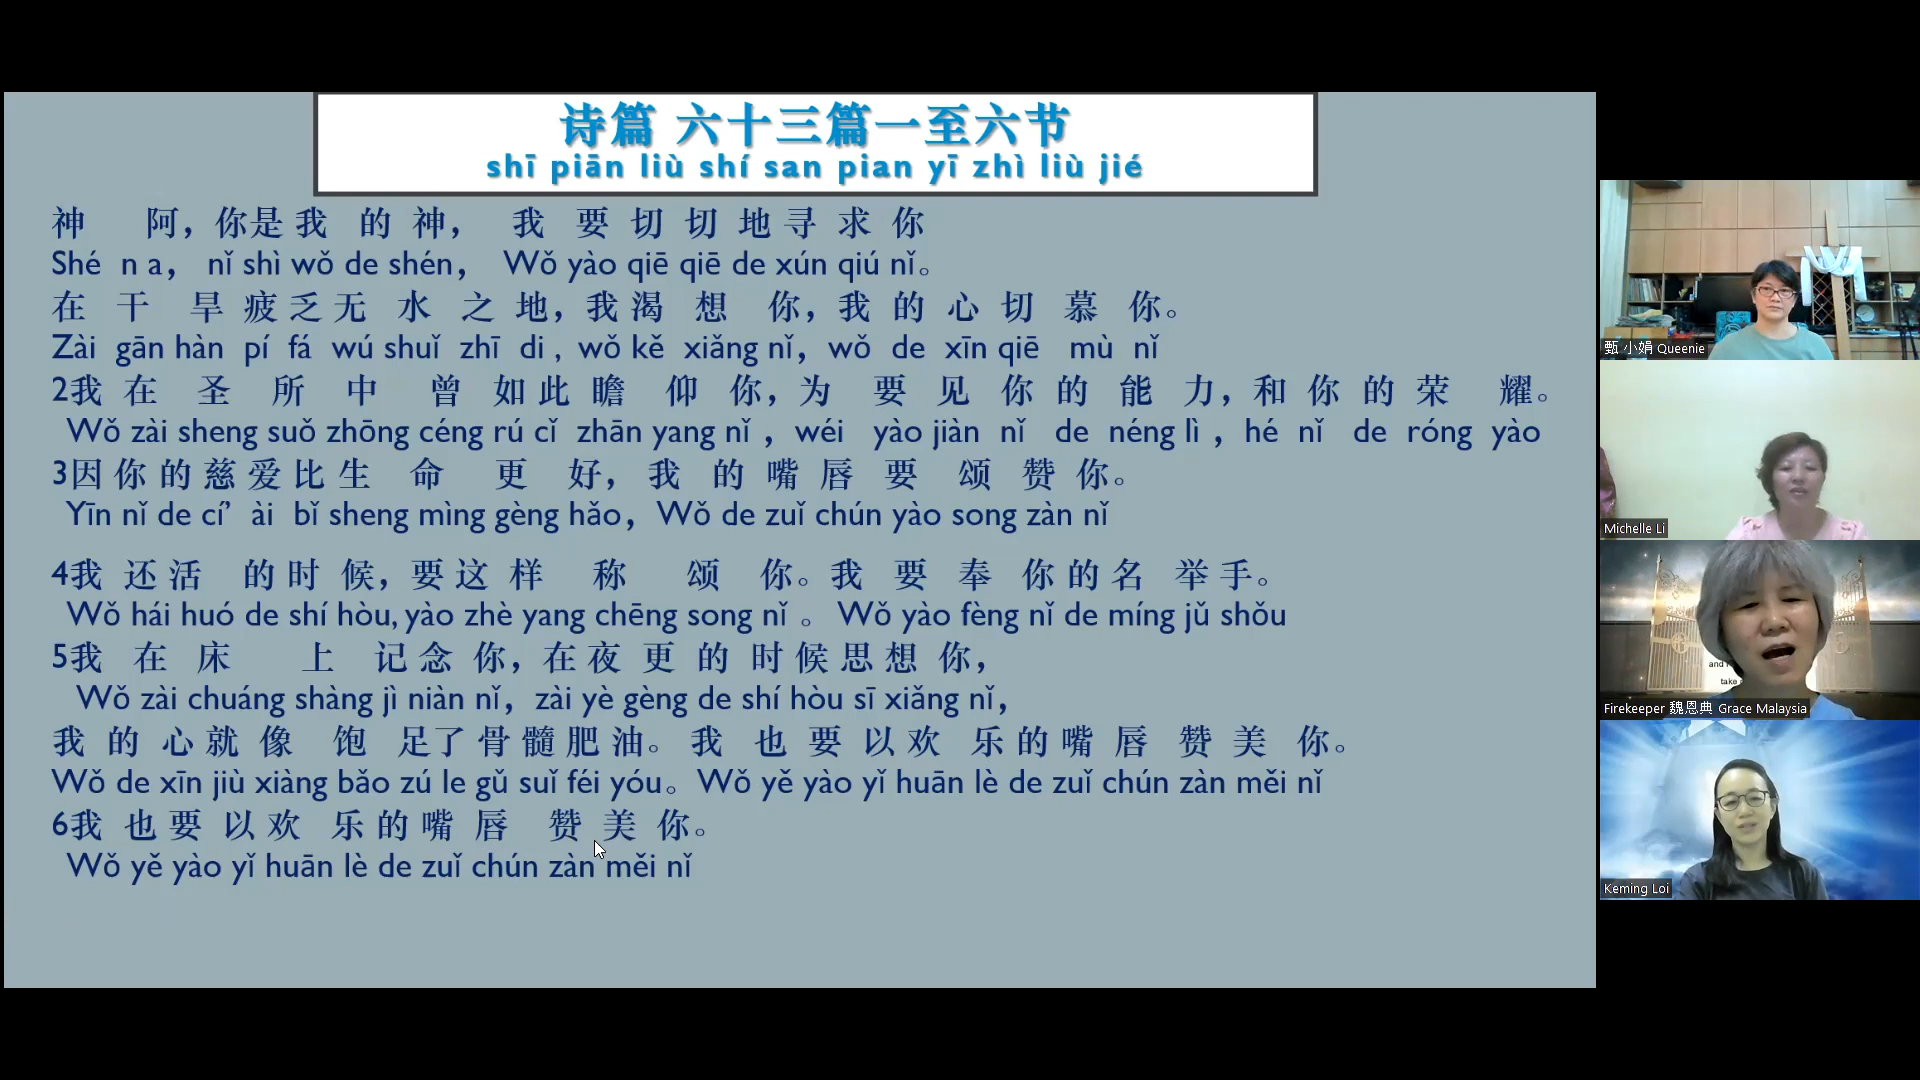 诗篇 六十三篇一至六节
shī piān liù shí san pian yī zhì liù jié
神 阿，你是我 的 神， 我 要 切 切 地 寻 求 你
Shé n a， nǐ shì wǒ de shén， Wǒ yào qiē qiē de xún qiú nǐ。
在 干 旱 疲 乏 无 水 之 地，我 渴 想 你，我 的 心 切 慕 你。
Zài gān hàn pí fá wú shuǐ zhī di , wǒ kě xiǎng nǐ，wǒ de xīn qiē mù nǐ
2我 在 圣 所 中 曾 如 此 瞻 仰 你，为 要 见 你 的 能 力，和 你 的 荣 耀。
Wǒ zài sheng suǒ zhōng céng rú cǐ zhān yang nǐ ，wéi yào jiàn nǐ de néng lì ，hé nǐ de róng yào
3因 你 的 慈 爱 比 生 命 更 好， 我 的 嘴 唇 要 颂 赞 你。
Yīn nǐ de cí’ ài bǐ sheng mìng gèng hǎo，Wǒ de zuǐ chún yào song zàn nǐ
4我 还 活 的 时 候，要 这 样 称 颂 你。我 要 奉 你 的 名 举 手。
Wǒ hái huó de shí hòu, yào zhè yang chēng song nǐ 。 Wǒ yào fèng nǐ de míng jǔ shǒu
5我 在 床 上 记 念 你，在 夜 更 的 时 候 思 想 你，
Wǒ zài chuáng shàng jì niàn nǐ，zài yè gèng de shí hòu sī xiǎng nǐ，
我 的 心 就 像 饱 足 了 骨 髓 肥 油。 我 也 要 以 欢 乐 的 嘴 唇 赞 美 你。
Wǒ de xīn jiù xiàng bǎo zú le gǔ suǐ féi yóu。Wǒ yě yào yǐ huān lè de zuǐ chún zàn měi nǐ
6我 也 要 以 欢 乐 的 嘴 唇 赞 美 你。
Wǒ yě yào yǐ huān lè de zuǐ chún zàn měi nǐ
甄 小娟 Queenie
Michelle Li
and
take
Firekeeper 魏恩典 Grace Malaysia
Keming Loi